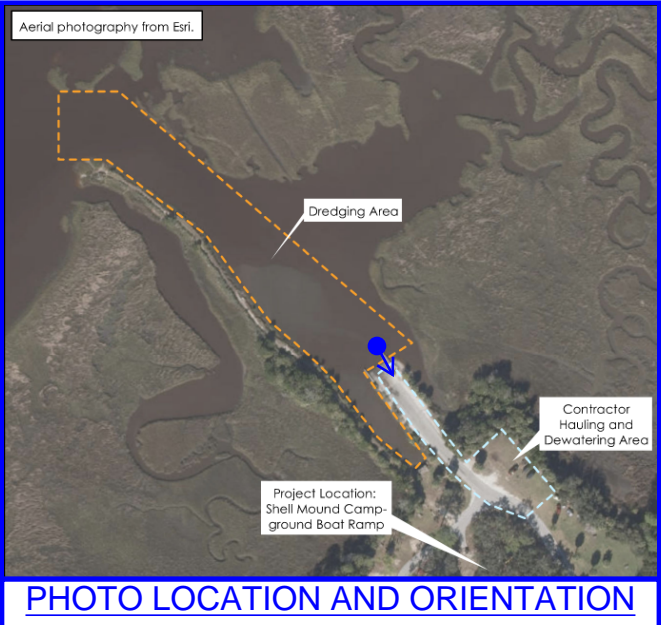 Aerial photography from Esri.
Dredging Area
Contractor
Hauling and
Dewatering Area
Project Location:
Shell Mound Camp-
ground Boat Ramp
PHOTO LOCATION AND ORIENTATION